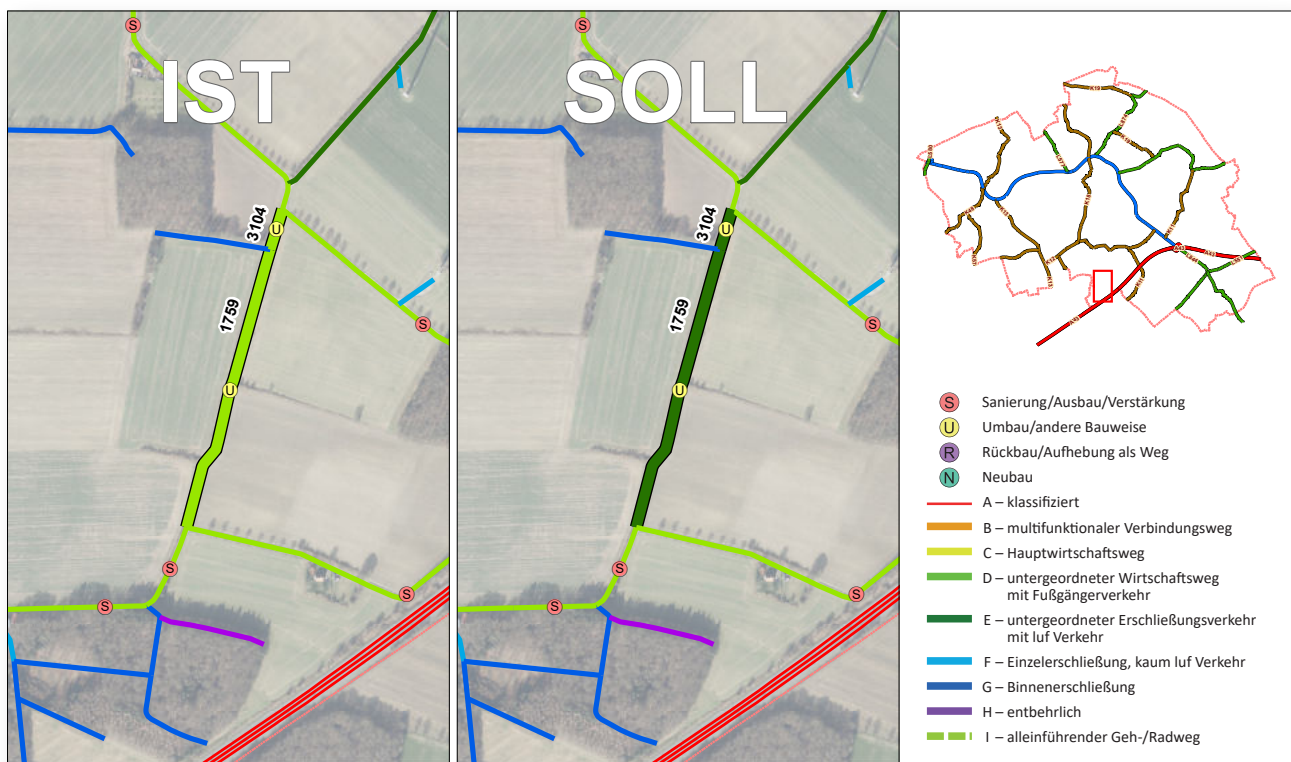 IST
SOLL
S
U
3104
1759
U
S
S
S
S
S
U
3104
1759
U
S
S
S
S
S Sanierung/Ausbau/Verstärkung
U Umbau/andere Bauweise
R Rückbau/Aufhebung als Weg
N Neubau
A – klassifiziert
B – multifunktionaler Verbindungsweg
C – Hauptwirtschaftsweg
D – untergeordneter Wirtschaftsweg
mit Fußgängerverkehr
E – untergeordneter Erschließungsverkehr
mit luf Verkehr
F – Einzelerschließung, kaum luf Verkehr
G – Binnenerschließung
H – entbehrlich
I – alleinführender Geh-/Radweg